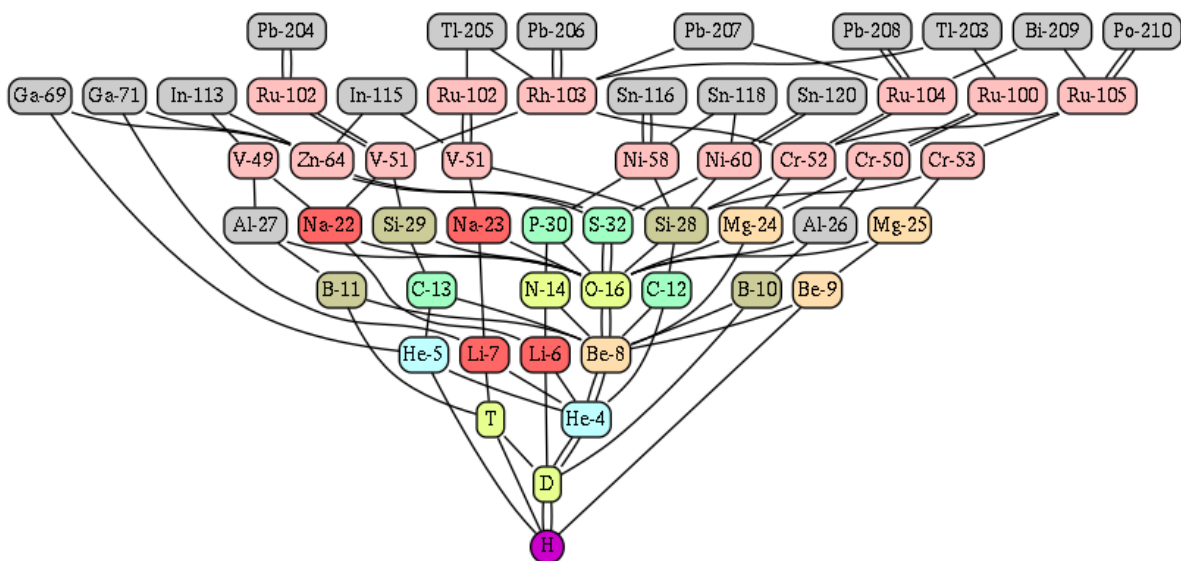 Pb-204 Tl-205 Pb-206 Pb-207 Pb-208 Tl-203 Bi-209 Po-210
Ga-69 Ga-71 In-113 Ru-102 In-115 Ru-102 Rh-103 Sn-116 Sn-118 Sn-120 Ru-104 Ru-100 Ru-105
V-49 Zn-64 V-51 V-51 Ni-58 Ni-60 Cr-52 Cr-50 Cr-53
Al-27 Na-22 Si-29 Na-23 P-30 S-32 Si-28 Mg-24 Al-26 Mg-25
B-11 C-13 N-14 O-16 C-12 B-10 Be-9
He-5 Li-7 Li-6 Be-8
T He-4
D
H